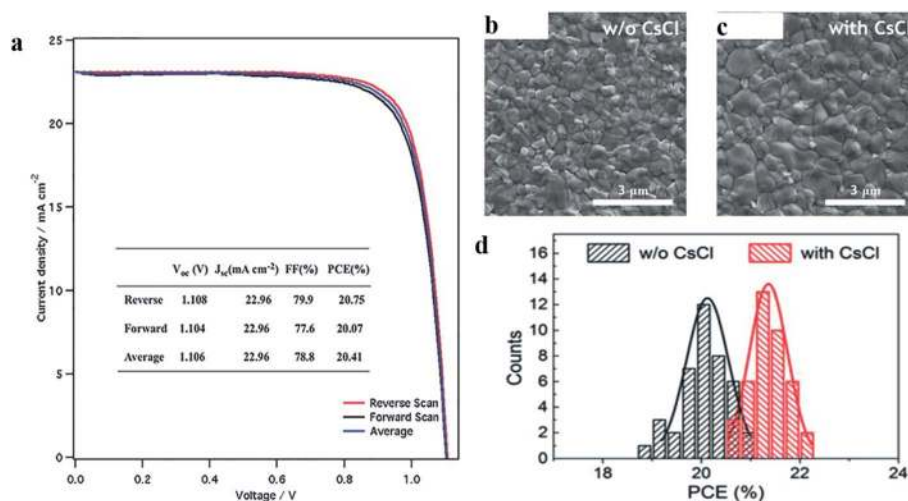 a
25
20
15
10
5
0
Current density / mA cm⁻²
V_oc (V) J_sc(mA cm⁻²) FF(%) PCE(%)
Reverse 1.108 22.96 79.9 20.75
Forward 1.104 22.96 77.6 20.07
Average 1.106 22.96 78.8 20.41
Reverse Scan
Forward Scan
Average
0.0 0.2 0.4 0.6 0.8 1.0
Voltage / V
b
w/o CsCl
3 μm
c
with CsCl
3 μm
d
w/o CsCl with CsCl
16
14
12
10
8
6
4
2
0
Counts
18 20 22 24
PCE (%)